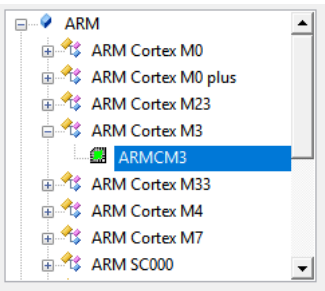 ARM
ARM Cortex M0
ARM Cortex M0 plus
ARM Cortex M23
ARM Cortex M3
ARMCM3
ARM Cortex M33
ARM Cortex M4
ARM Cortex M7
ARM SC000